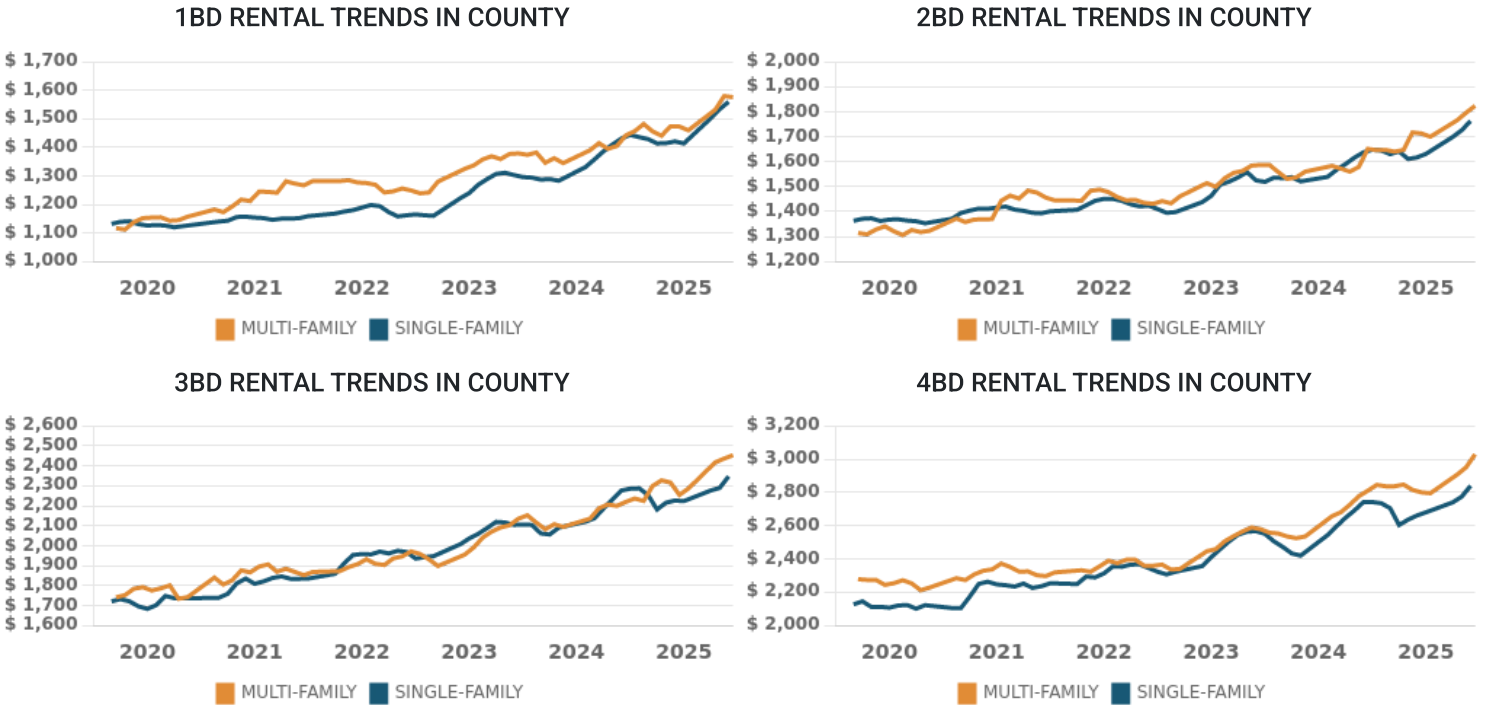 1BD RENTAL TRENDS IN COUNTY
$ 1,700
$ 1,600
$ 1,500
$ 1,400
$ 1,300
$ 1,200
$ 1,100
$ 1,000
2020 2021 2022 2023 2024 2025
MULTI-FAMILY SINGLE-FAMILY
2BD RENTAL TRENDS IN COUNTY
$ 2,000
$ 1,900
$ 1,800
$ 1,700
$ 1,600
$ 1,500
$ 1,400
$ 1,300
$ 1,200
2020 2021 2022 2023 2024 2025
MULTI-FAMILY SINGLE-FAMILY
3BD RENTAL TRENDS IN COUNTY
$ 2,600
$ 2,500
$ 2,400
$ 2,300
$ 2,200
$ 2,100
$ 2,000
$ 1,900
$ 1,800
$ 1,700
$ 1,600
2020 2021 2022 2023 2024 2025
MULTI-FAMILY SINGLE-FAMILY
4BD RENTAL TRENDS IN COUNTY
$ 3,200
$ 3,000
$ 2,800
$ 2,600
$ 2,400
$ 2,200
$ 2,000
2020 2021 2022 2023 2024 2025
MULTI-FAMILY SINGLE-FAMILY